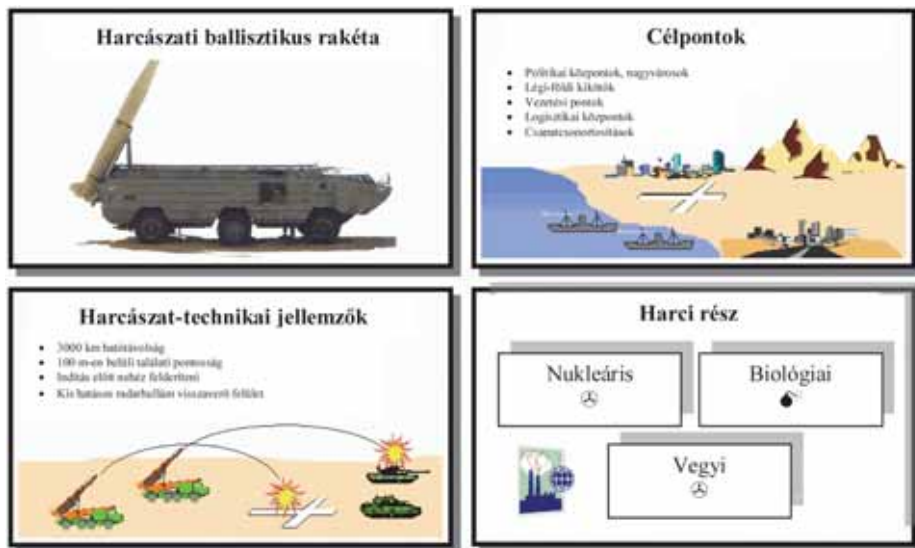 Harcászati ballisztikus rakéta
Célpontok
• Politikai központok, nagyvárosok
• Légi-földi kikötők
• Vezetési pontok
• Logisztikai központok
• Csapatcsoportosítások
Harcászat-technikai jellemzők
• 3000 km hatótávolság
• 100 m-en belüli találati pontosság
• Indítás előtt nehéz felderíteni
• Kis hatásos radarhullám visszaverő felület
Harci rész
Nukleáris
Biológiai
Vegyi